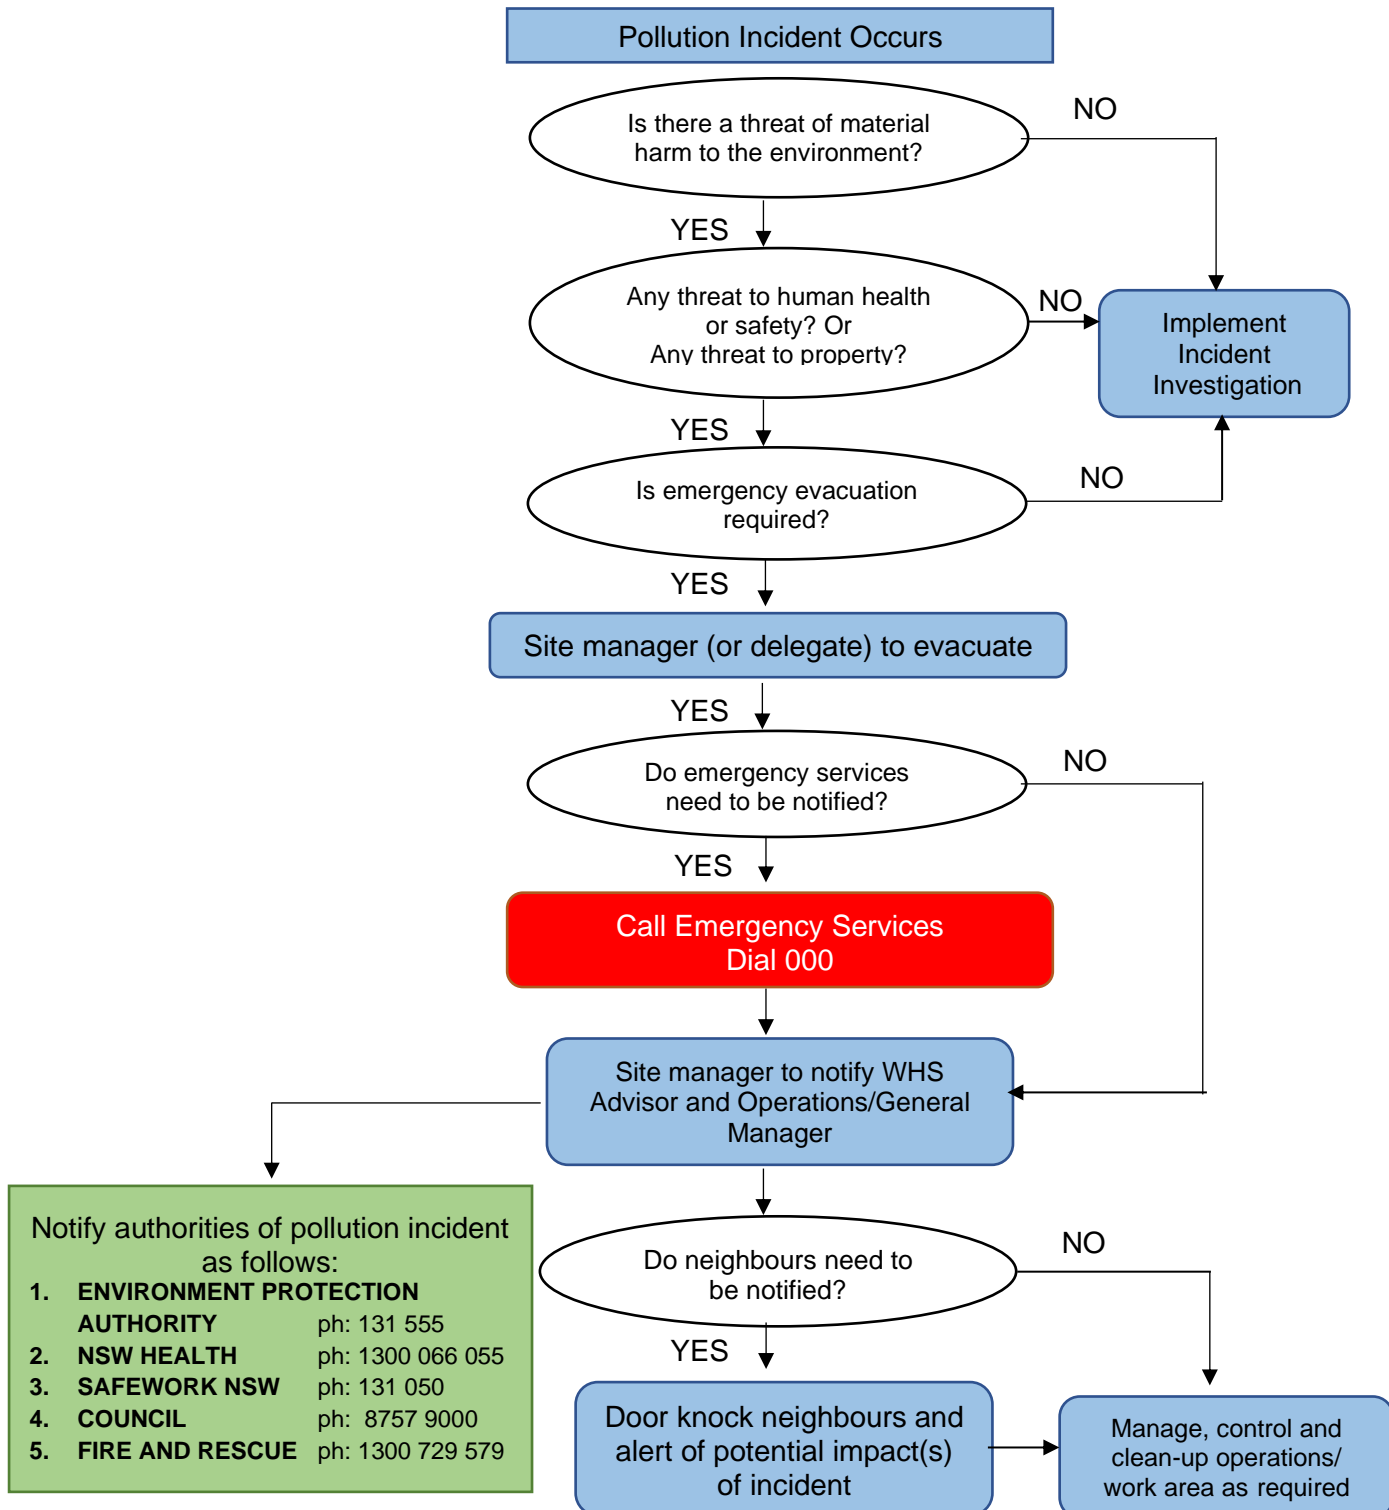 Pollution Incident Occurs
Is there a threat of material
harm to the environment?
NO
YES
Any threat to human health
or safety? Or
Any threat to property?
NO
Implement
Incident
Investigation
YES
Is emergency evacuation
required?
NO
YES
Site manager (or delegate) to evacuate
YES
Do emergency services
need to be notified?
NO
YES
Call Emergency Services
Dial 000
Site manager to notify WHS
Advisor and Operations/General
Manager
Notify authorities of pollution incident
as follows:
1. ENVIRONMENT PROTECTION
AUTHORITY ph: 131 555
2. NSW HEALTH ph: 1300 066 055
3. SAFEWORK NSW ph: 131 050
4. COUNCIL ph: 8757 9000
5. FIRE AND RESCUE ph: 1300 729 579
Do neighbours need to
be notified?
NO
YES
Door knock neighbours and
alert of potential impact(s)
of incident
Manage, control and
clean-up operations/
work area as required